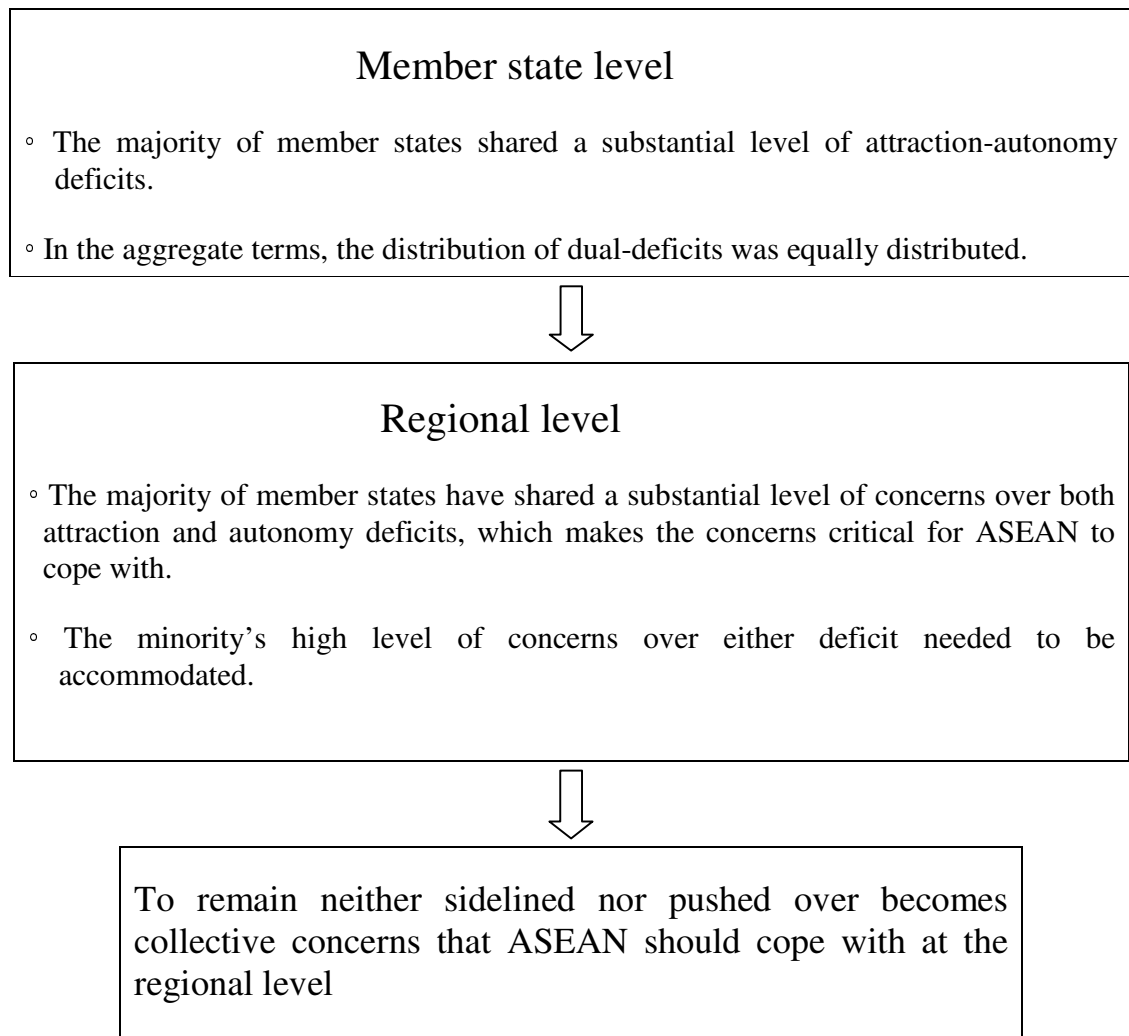 Member state level
◦ The majority of member states shared a substantial level of attraction-autonomy
deficits.
◦ In the aggregate terms, the distribution of dual-deficits was equally distributed.
Regional level
◦ The majority of member states have shared a substantial level of concerns over both
attraction and autonomy deficits, which makes the concerns critical for ASEAN to
cope with.
◦ The minority’s high level of concerns over either deficit needed to be
accommodated.
To remain neither sidelined nor pushed over becomes
collective concerns that ASEAN should cope with at the
regional level